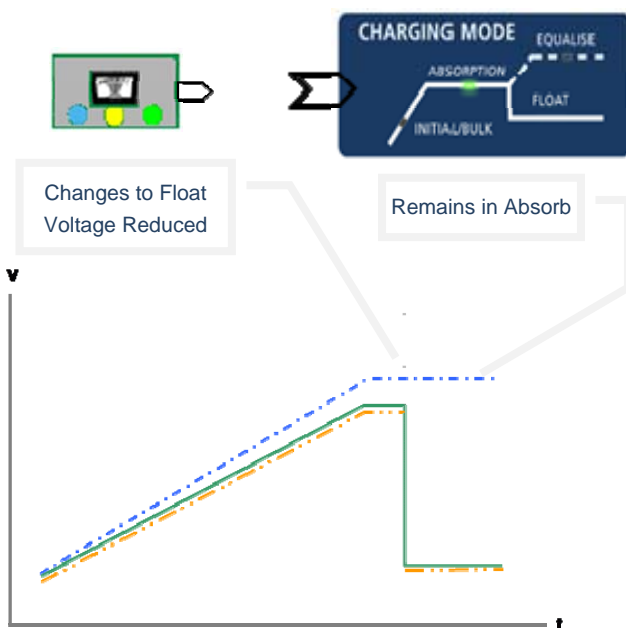 CHARGING MODE
EQUALISE
ABSORPTION
FLOAT
INITIAL/BULK
Changes to Float
Voltage Reduced
Remains in Absorb
v
t